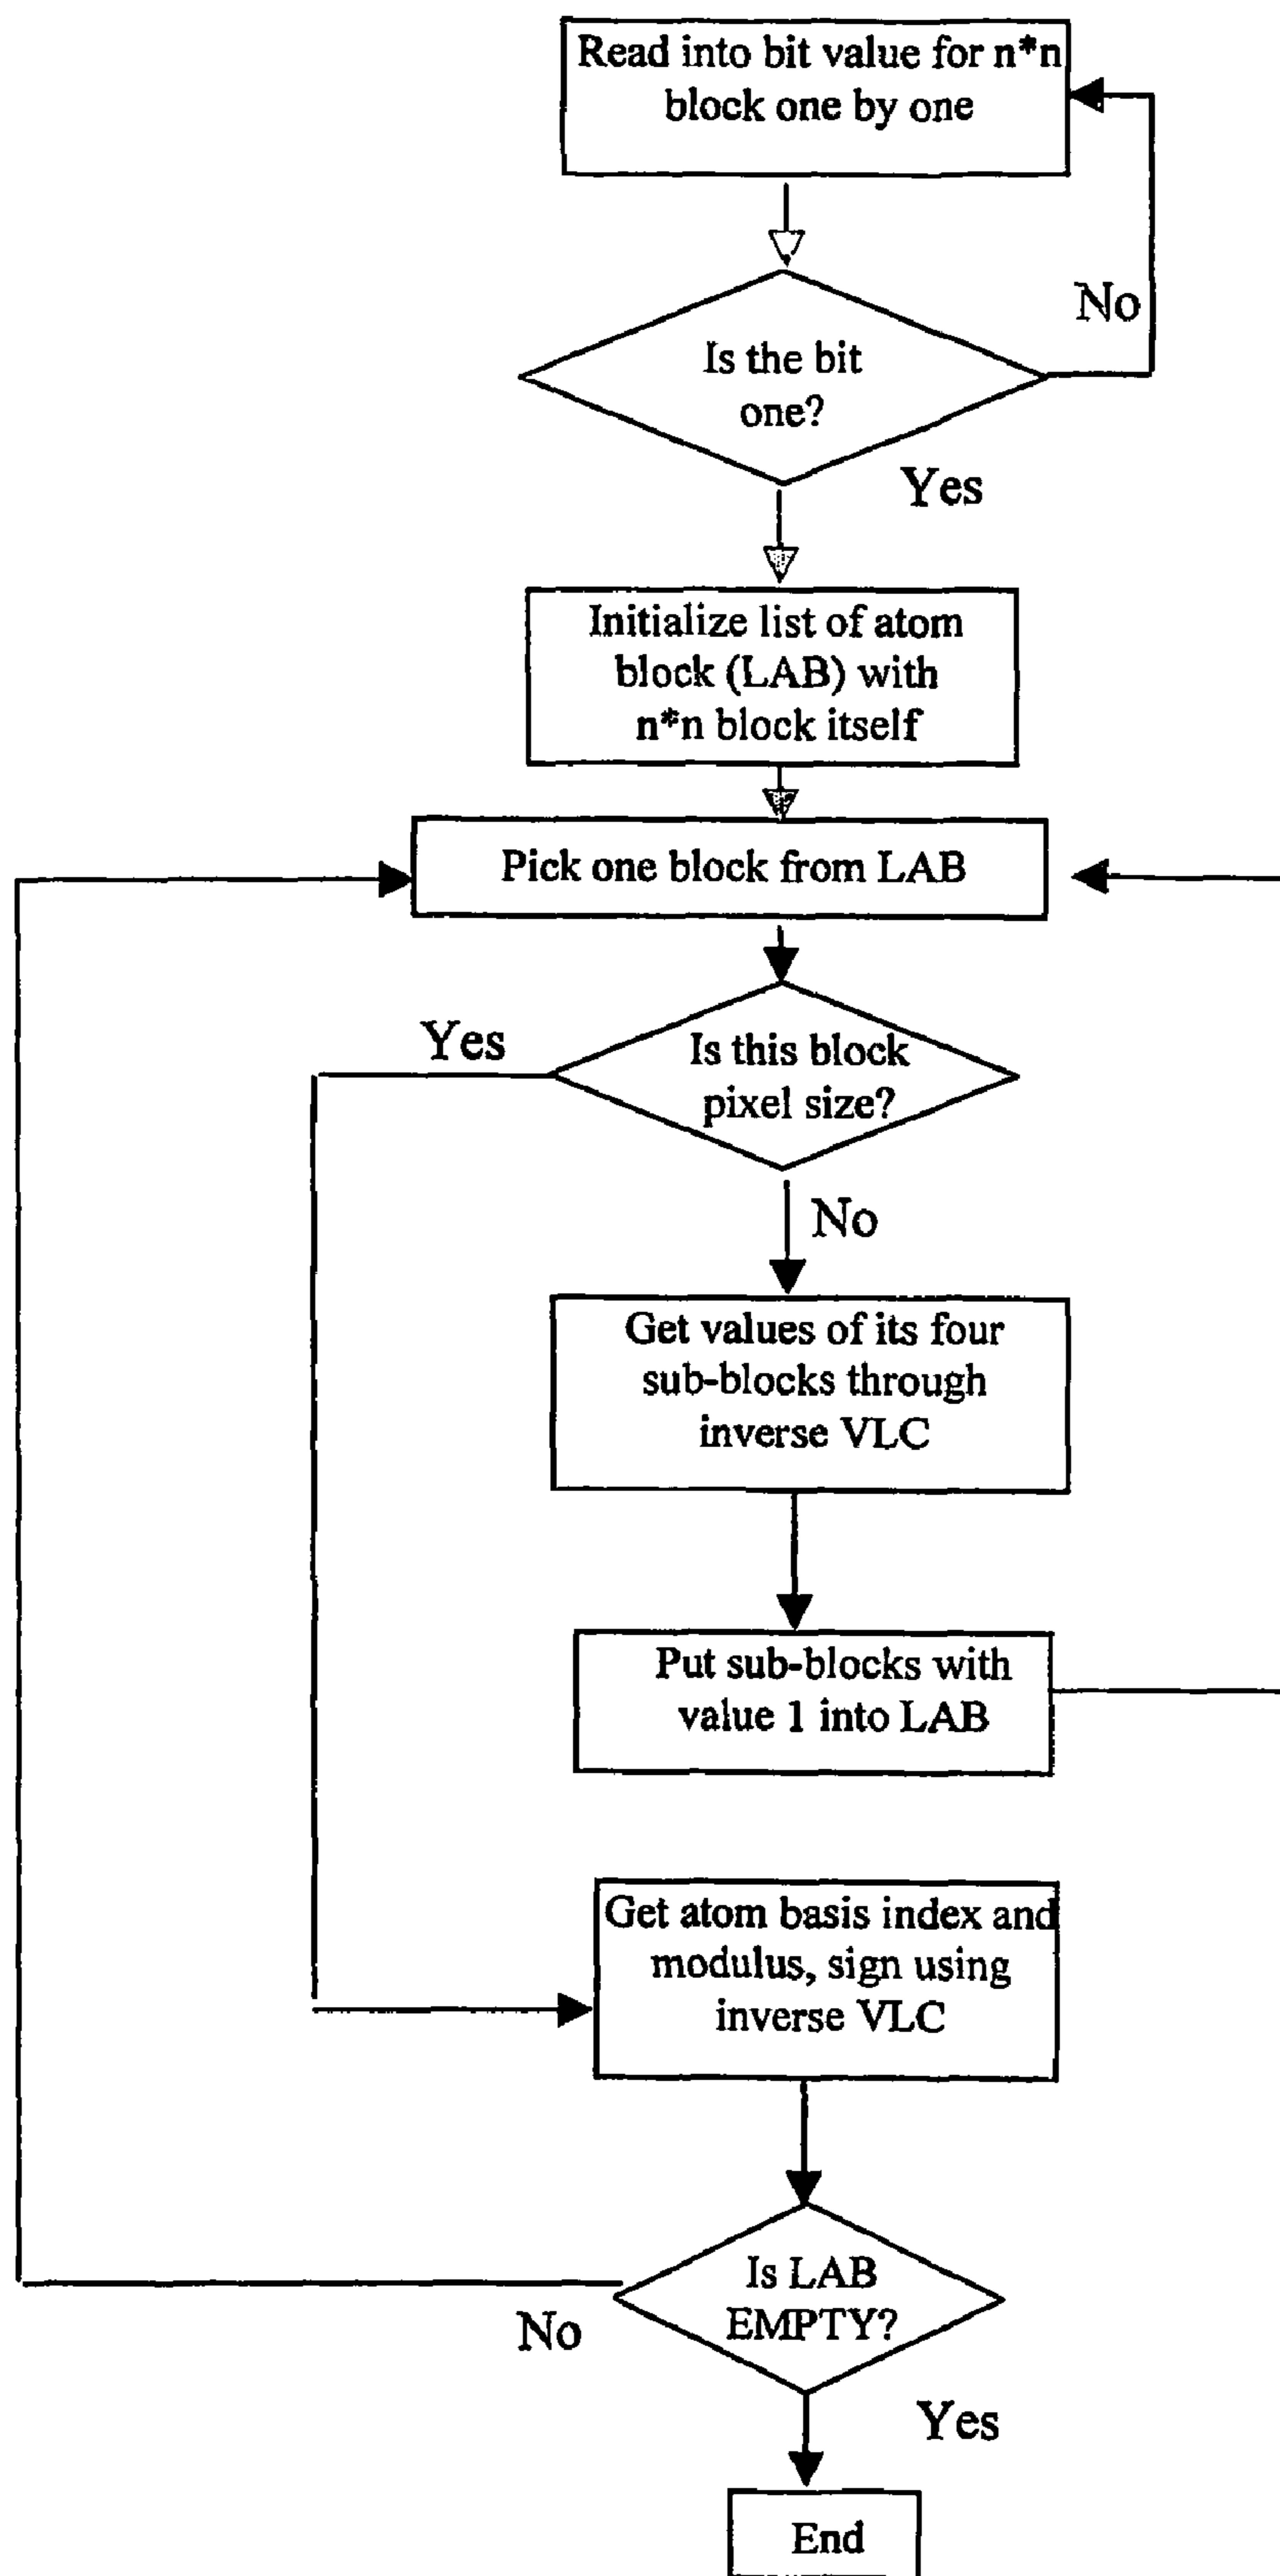 Read into bit value for n*n
block one by one
No
Is the bit
one?
Yes
Initialize list of atom
block (LAB) with
n*n block itself
Pick one block from LAB
Yes
Is this block
pixel size?
No
Get values of its four
sub-blocks through
inverse VLC
Put sub-blocks with
value 1 into LAB
Get atom basis index and
modulus, sign using
inverse VLC
Is LAB
EMPTY?
No
Yes
End